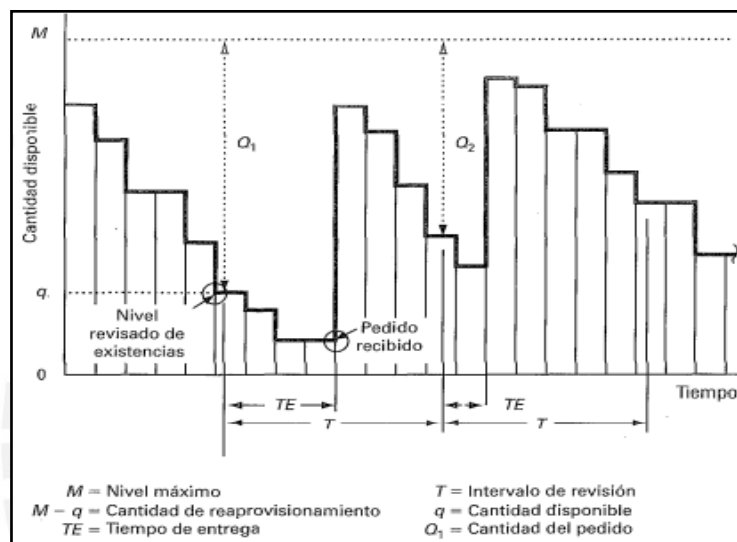 M
Cantidad disponible
Q1
Q2
q
Nivel
revisado de
existencias
Pedido
recibido
0
Tiempo
TE
TE
T
T
M = Nivel máximo
M – q = Cantidad de reaprovisionamiento
TE = Tiempo de entrega
T = Intervalo de revisión
q = Cantidad disponible
Q1 = Cantidad del pedido